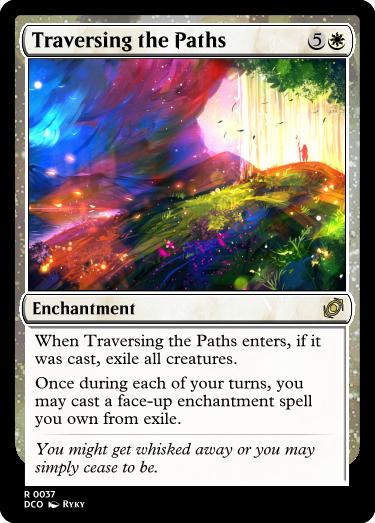 Traversing the Paths 5
Enchantment
When Traversing the Paths enters, if it
was cast, exile all creatures.
Once during each of your turns, you
may cast a face-up enchantment spell
you own from exile.
You might get whisked away or you may
simply cease to be.
R 0037
DCO Ryky